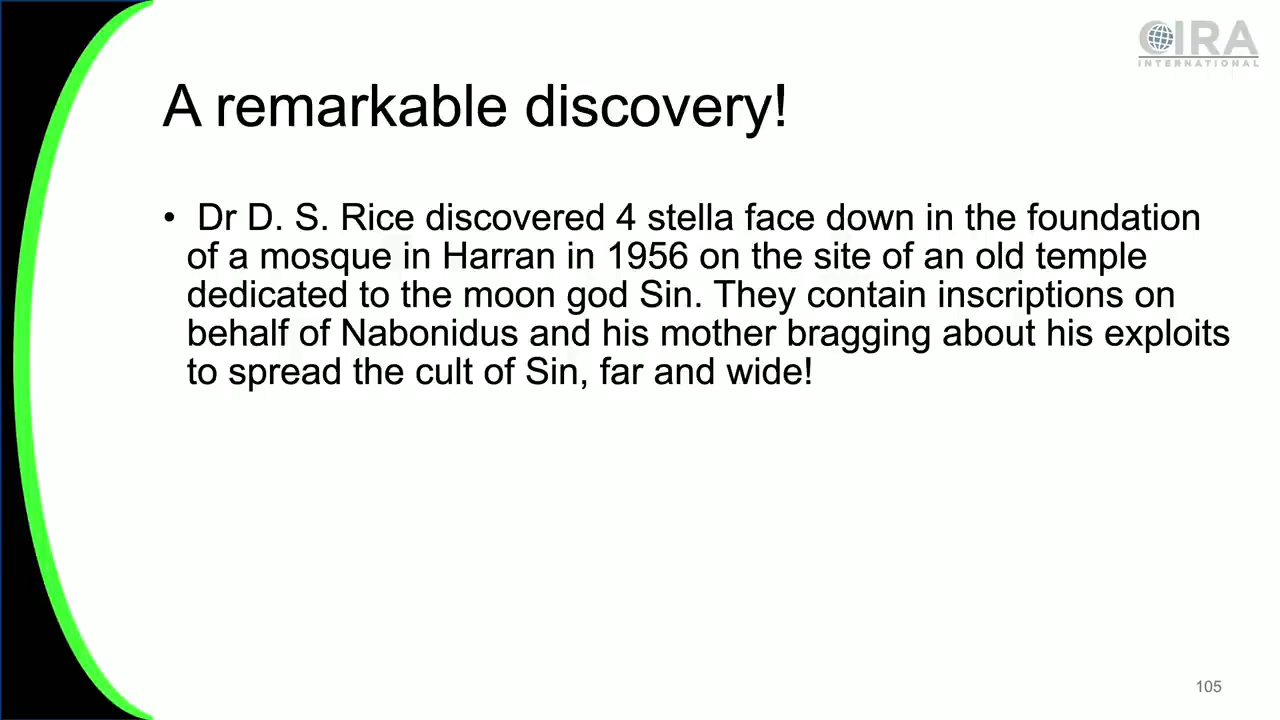 CIRA
INTERNATIONAL
A remarkable discovery!
• Dr D. S. Rice discovered 4 stella face down in the foundation
of a mosque in Harran in 1956 on the site of an old temple
dedicated to the moon god Sin. They contain inscriptions on
behalf of Nabonidus and his mother bragging about his exploits
to spread the cult of Sin, far and wide!
105